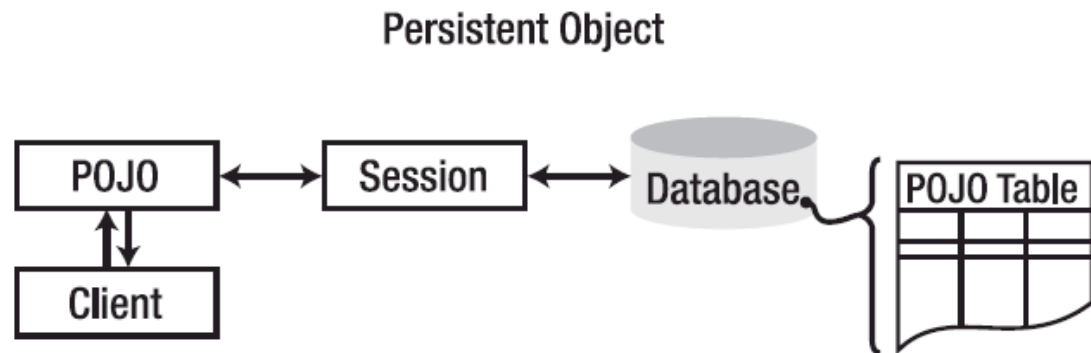 Persistent Object
POJO
Session
Database
POJO Table
Client